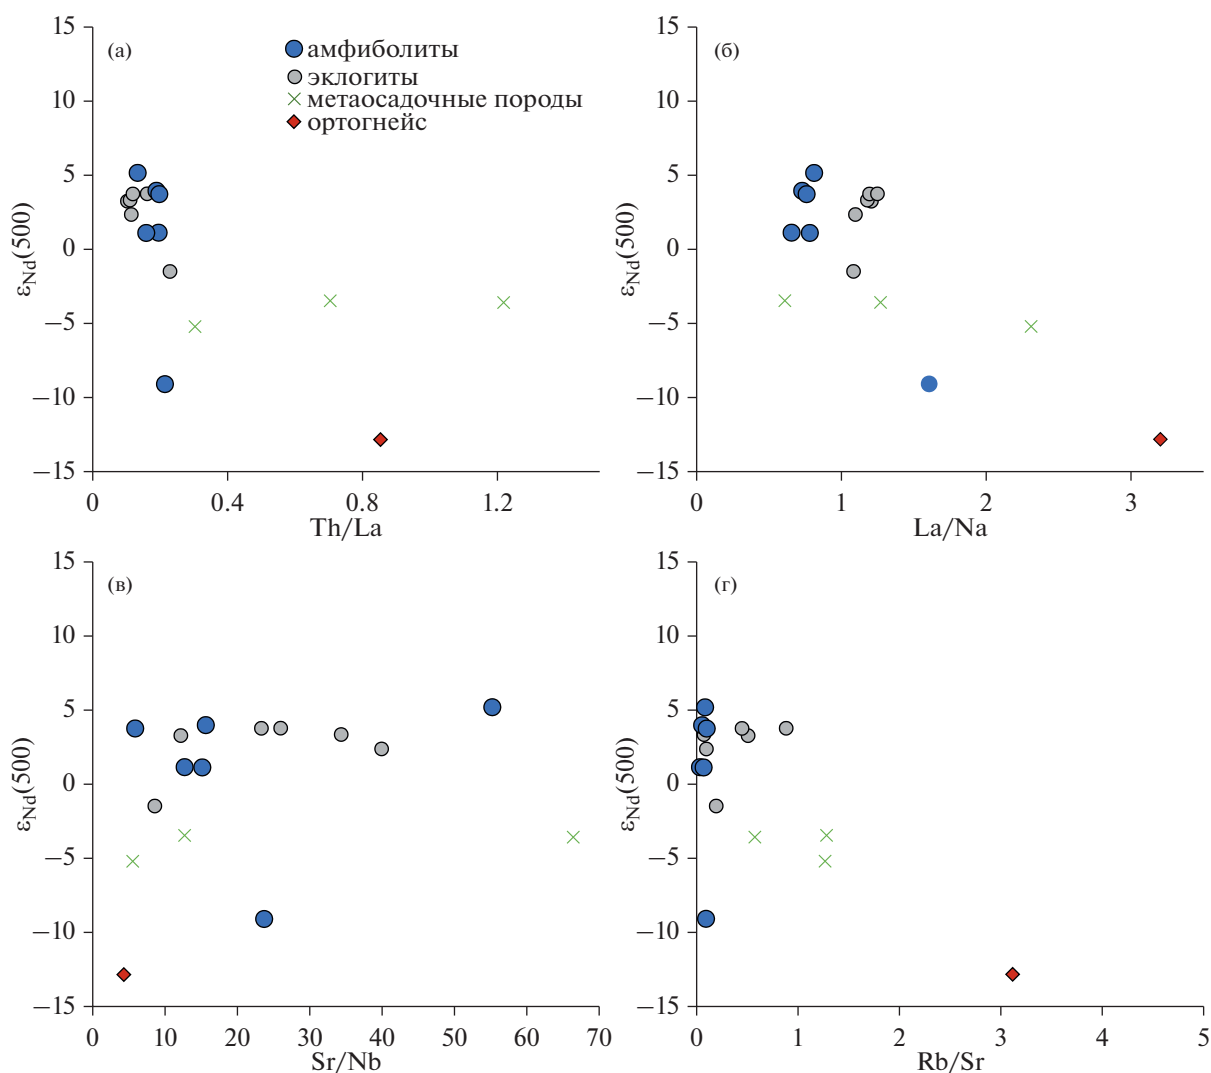 (а)
амфиболиты
эклогиты
метаосадочные породы
ортогнейс
15
10
5
0
−5
−10
−15
εNd(500)
0 0.4 0.8 1.2
Th/La
(б)
15
10
5
0
−5
−10
−15
εNd(500)
0 1 2 3
La/Na
(в)
15
10
5
0
−5
−10
−15
εNd(500)
0 10 20 30 40 50 60 70
Sr/Nb
(г)
15
10
5
0
−5
−10
−15
εNd(500)
0 1 2 3 4 5
Rb/Sr